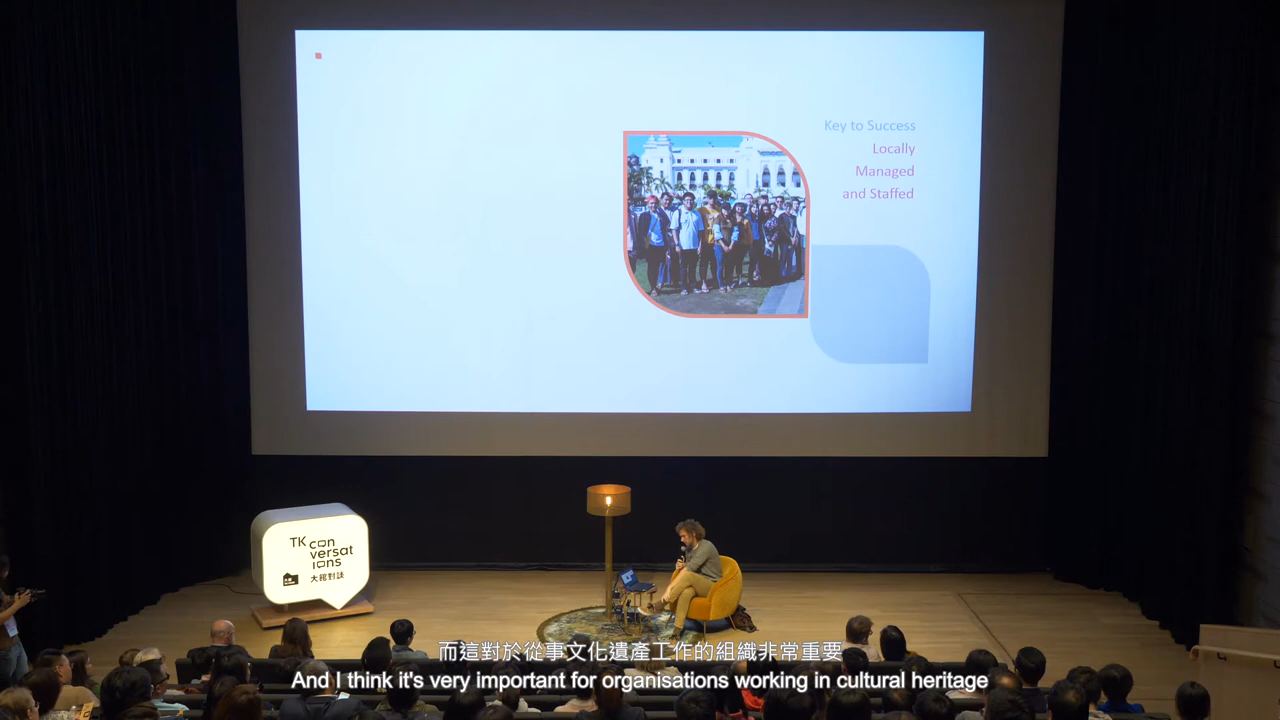 Key to Success
Locally
Managed
and Staffed
TK con
versat
ions
大館對談
而這對於從事文化遺產工作的組織非常重要
And I think it's very important for organisations working in cultural heritage